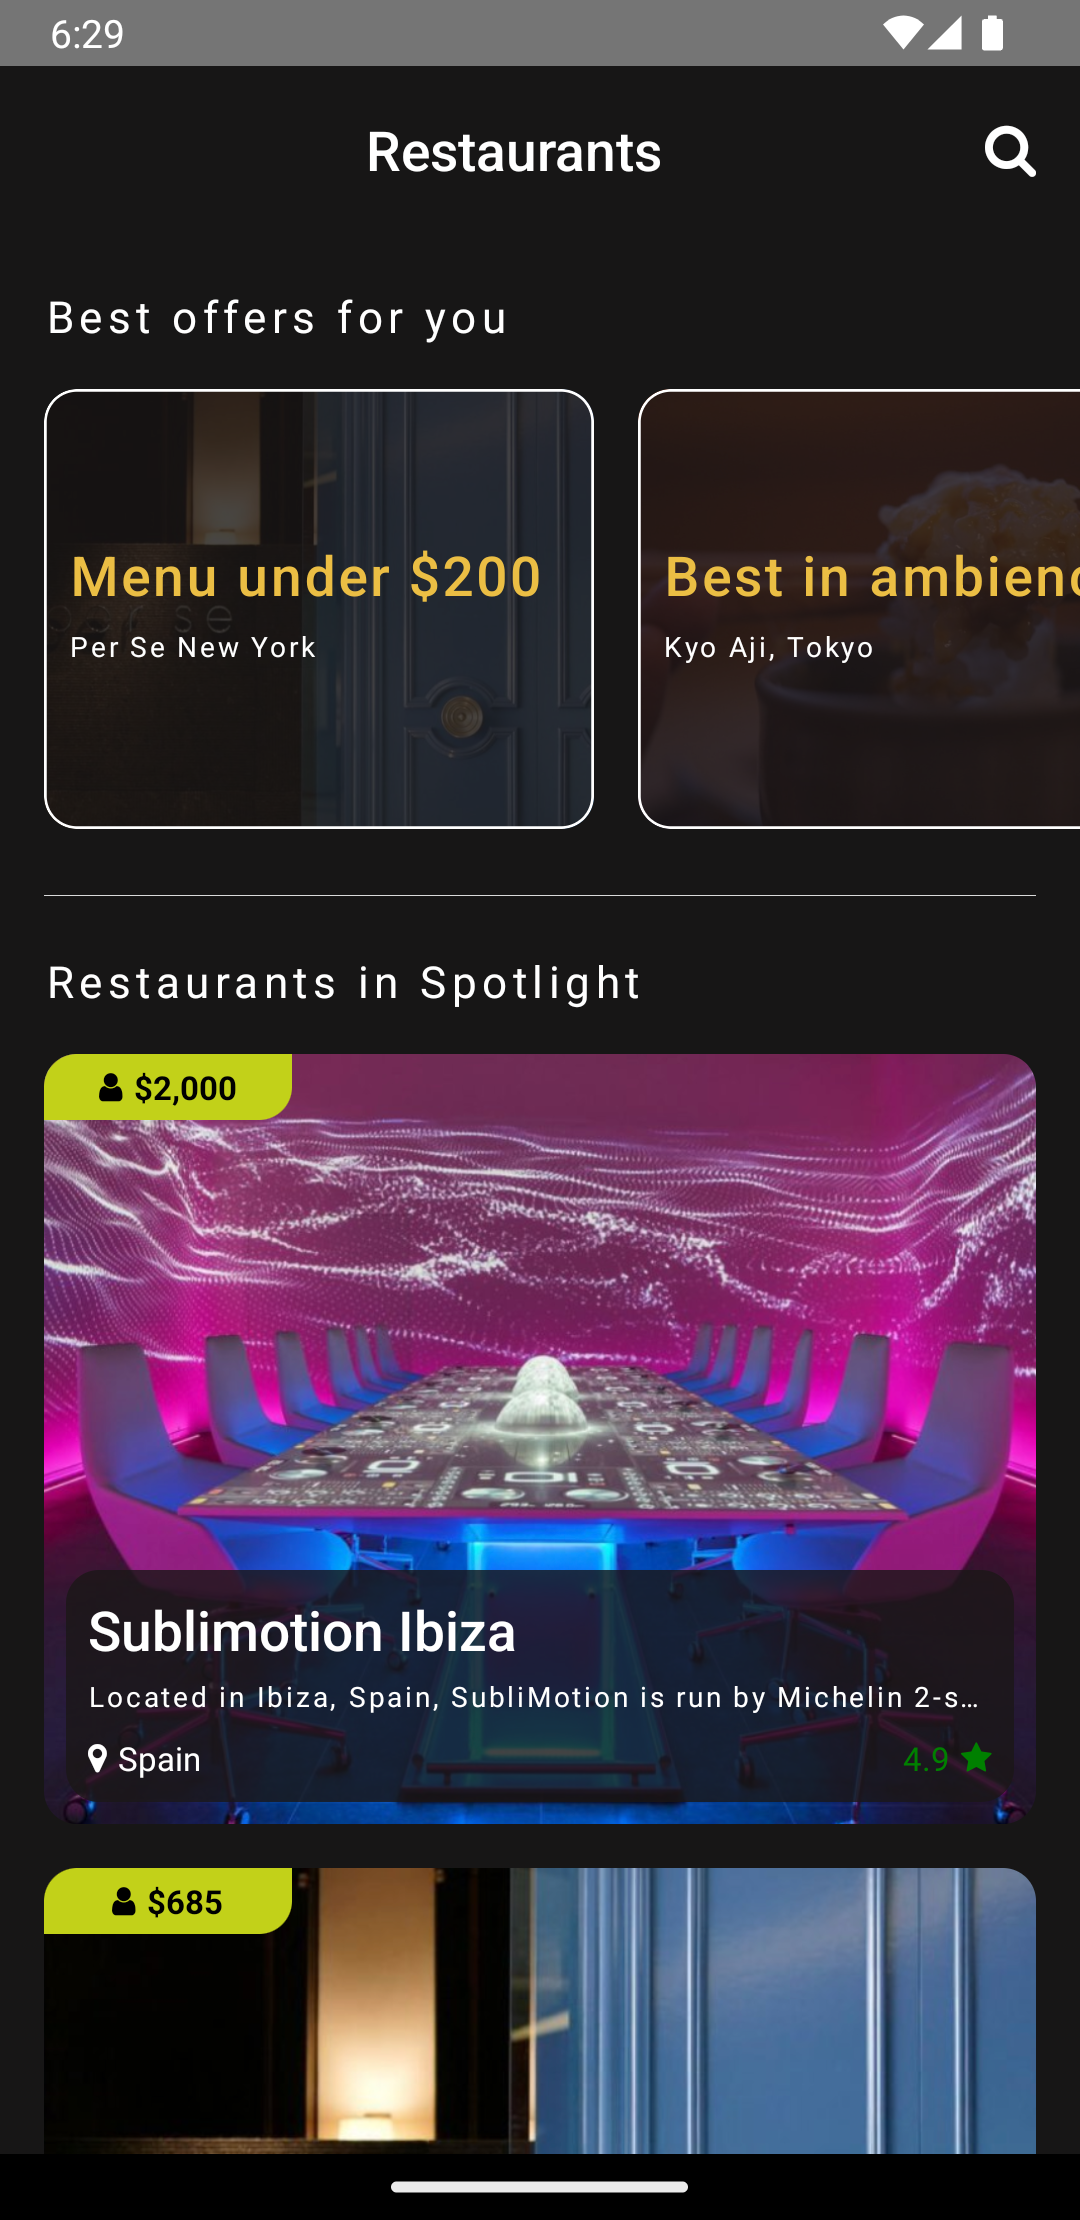 6:29
Restaurants
Best offers for you
Menu under $200
per se
Per Se New York
Best in ambienc
Kyo Aji, Tokyo
Restaurants in Spotlight
$2,000
Sublimotion Ibiza
Located in Ibiza, Spain, SubliMotion is run by Michelin 2-s…
Spain
4.9
$685